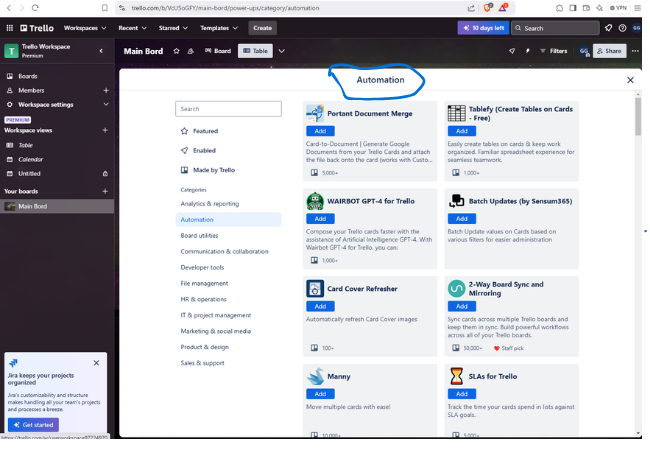 trello.com/b/VcUSoGFY/main-bord/power-ups/category/automation
VPN
Trello
Workspaces
Recent
Starred
Templates
Create
10 days left
Search
Trello Workspace
Premium
Main Bord
Board
Table
Filters
Share
Boards
Members
Workspace settings
PREMIUM
Workspace views
Table
Calendar
Untitled
Your boards
Main Bord
Jira keeps your projects
organized
Jira's customizability and structure
makes handling all your team's projects
and processes a breeze.
Get started
Automation
Search
Featured
Enabled
Made by Trello
Categories
Analytics & reporting
Automation
Board utilities
Communication & collaboration
Developer tools
File management
HR & operations
IT & project management
Marketing & social media
Product & design
Sales & support
Portant Document Merge
Add
Card-to-Document | Generate Google
Documents from your Trello Cards and attach
the file back onto the card (works with Custo...
5,000+
Tablefy (Create Tables on Cards
- Free)
Add
Easily create tables on cards & keep work
organized. Familiar spreadsheet experience for
seamless teamwork.
1,000+
WAIRBOT GPT-4 for Trello
Add
Compose your Trello cards faster with the
assistance of Artificial Intelligence GPT-4. With
Wairbot GPT-4 for Trello, you can:
1,000+
Batch Updates (by Sensum365)
Add
Batch Update values on Cards based on
various filters for easier administration
Card Cover Refresher
Add
Automatically refresh Card Cover images
100+
2-Way Board Sync and
Mirroring
Add
Sync cards across multiple Trello boards and
keep them in sync. Build powerful workflows
across all of your Trello boards.
50,000+
Staff pick
Manny
Add
Move multiple cards with ease!
10,000+
SLAs for Trello
Add
Track the time your cards spend in lists against
SLA goals.
5,000+